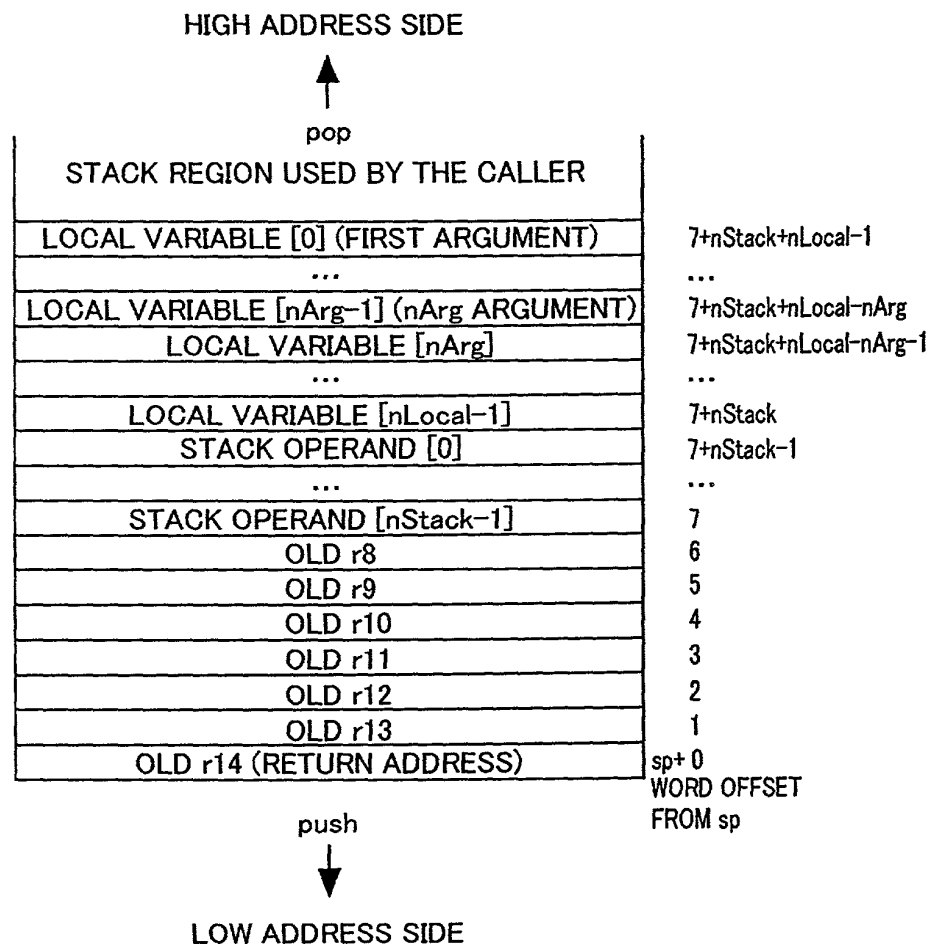 HIGH ADDRESS SIDE
pop
STACK REGION USED BY THE CALLER
LOCAL VARIABLE [0] (FIRST ARGUMENT) 7+nStack+nLocal-1
... ...
LOCAL VARIABLE [nArg-1] (nArg ARGUMENT) 7+nStack+nLocal-nArg
LOCAL VARIABLE [nArg] 7+nStack+nLocal-nArg-1
... ...
LOCAL VARIABLE [nLocal-1] 7+nStack
STACK OPERAND [0] 7+nStack-1
... ...
STACK OPERAND [nStack-1] 7
OLD r8 6
OLD r9 5
OLD r10 4
OLD r11 3
OLD r12 2
OLD r13 1
OLD r14 (RETURN ADDRESS) sp+0
WORD OFFSET
FROM sp
push
LOW ADDRESS SIDE